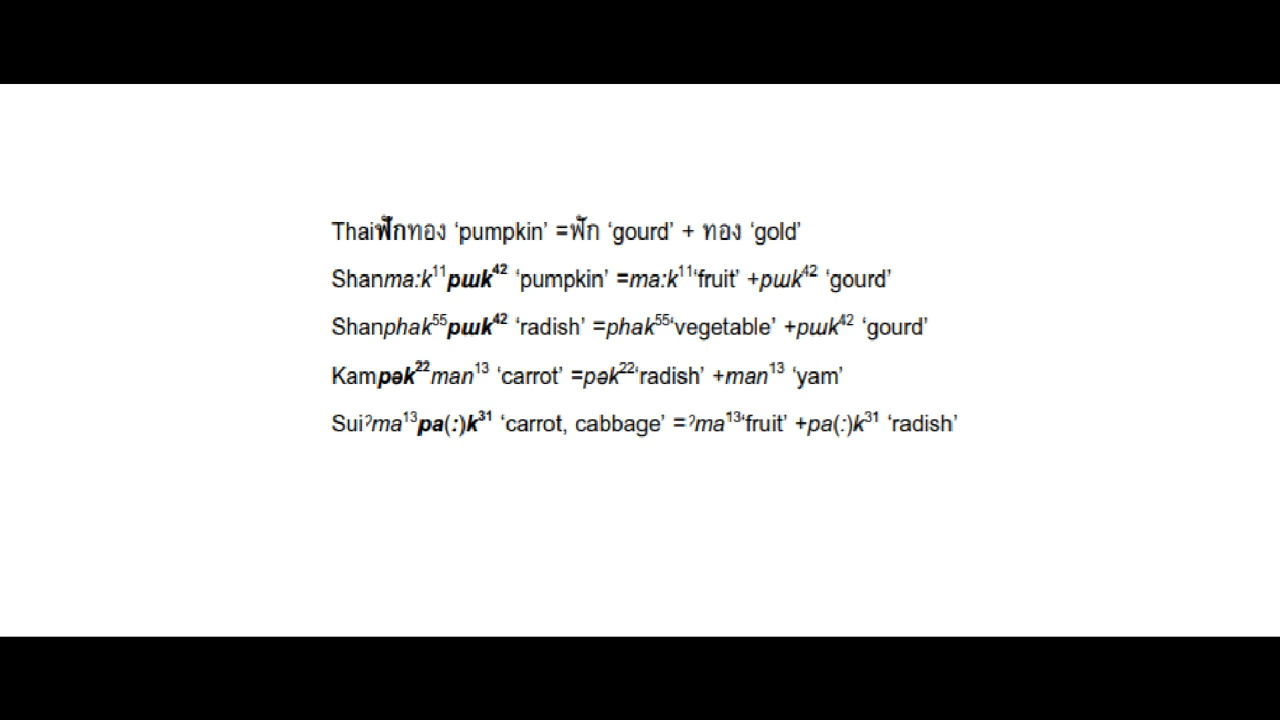 Thaiฟักทอง ‘pumpkin’ =ฟัก ‘gourd’ + ทอง ‘gold’
Shanma:k¹¹pɯk⁴² ‘pumpkin’ =ma:k¹¹‘fruit’ +pɯk⁴² ‘gourd’
Shanphak⁵⁵pɯk⁴² ‘radish’ =phak⁵⁵‘vegetable’ +pɯk⁴² ‘gourd’
Kampək²²man¹³ ‘carrot’ =pək²²‘radish’ +man¹³ ‘yam’
Suiˀma¹³pa(:)k³¹ ‘carrot, cabbage’ =ˀma¹³‘fruit’ +pa(:)k³¹ ‘radish’